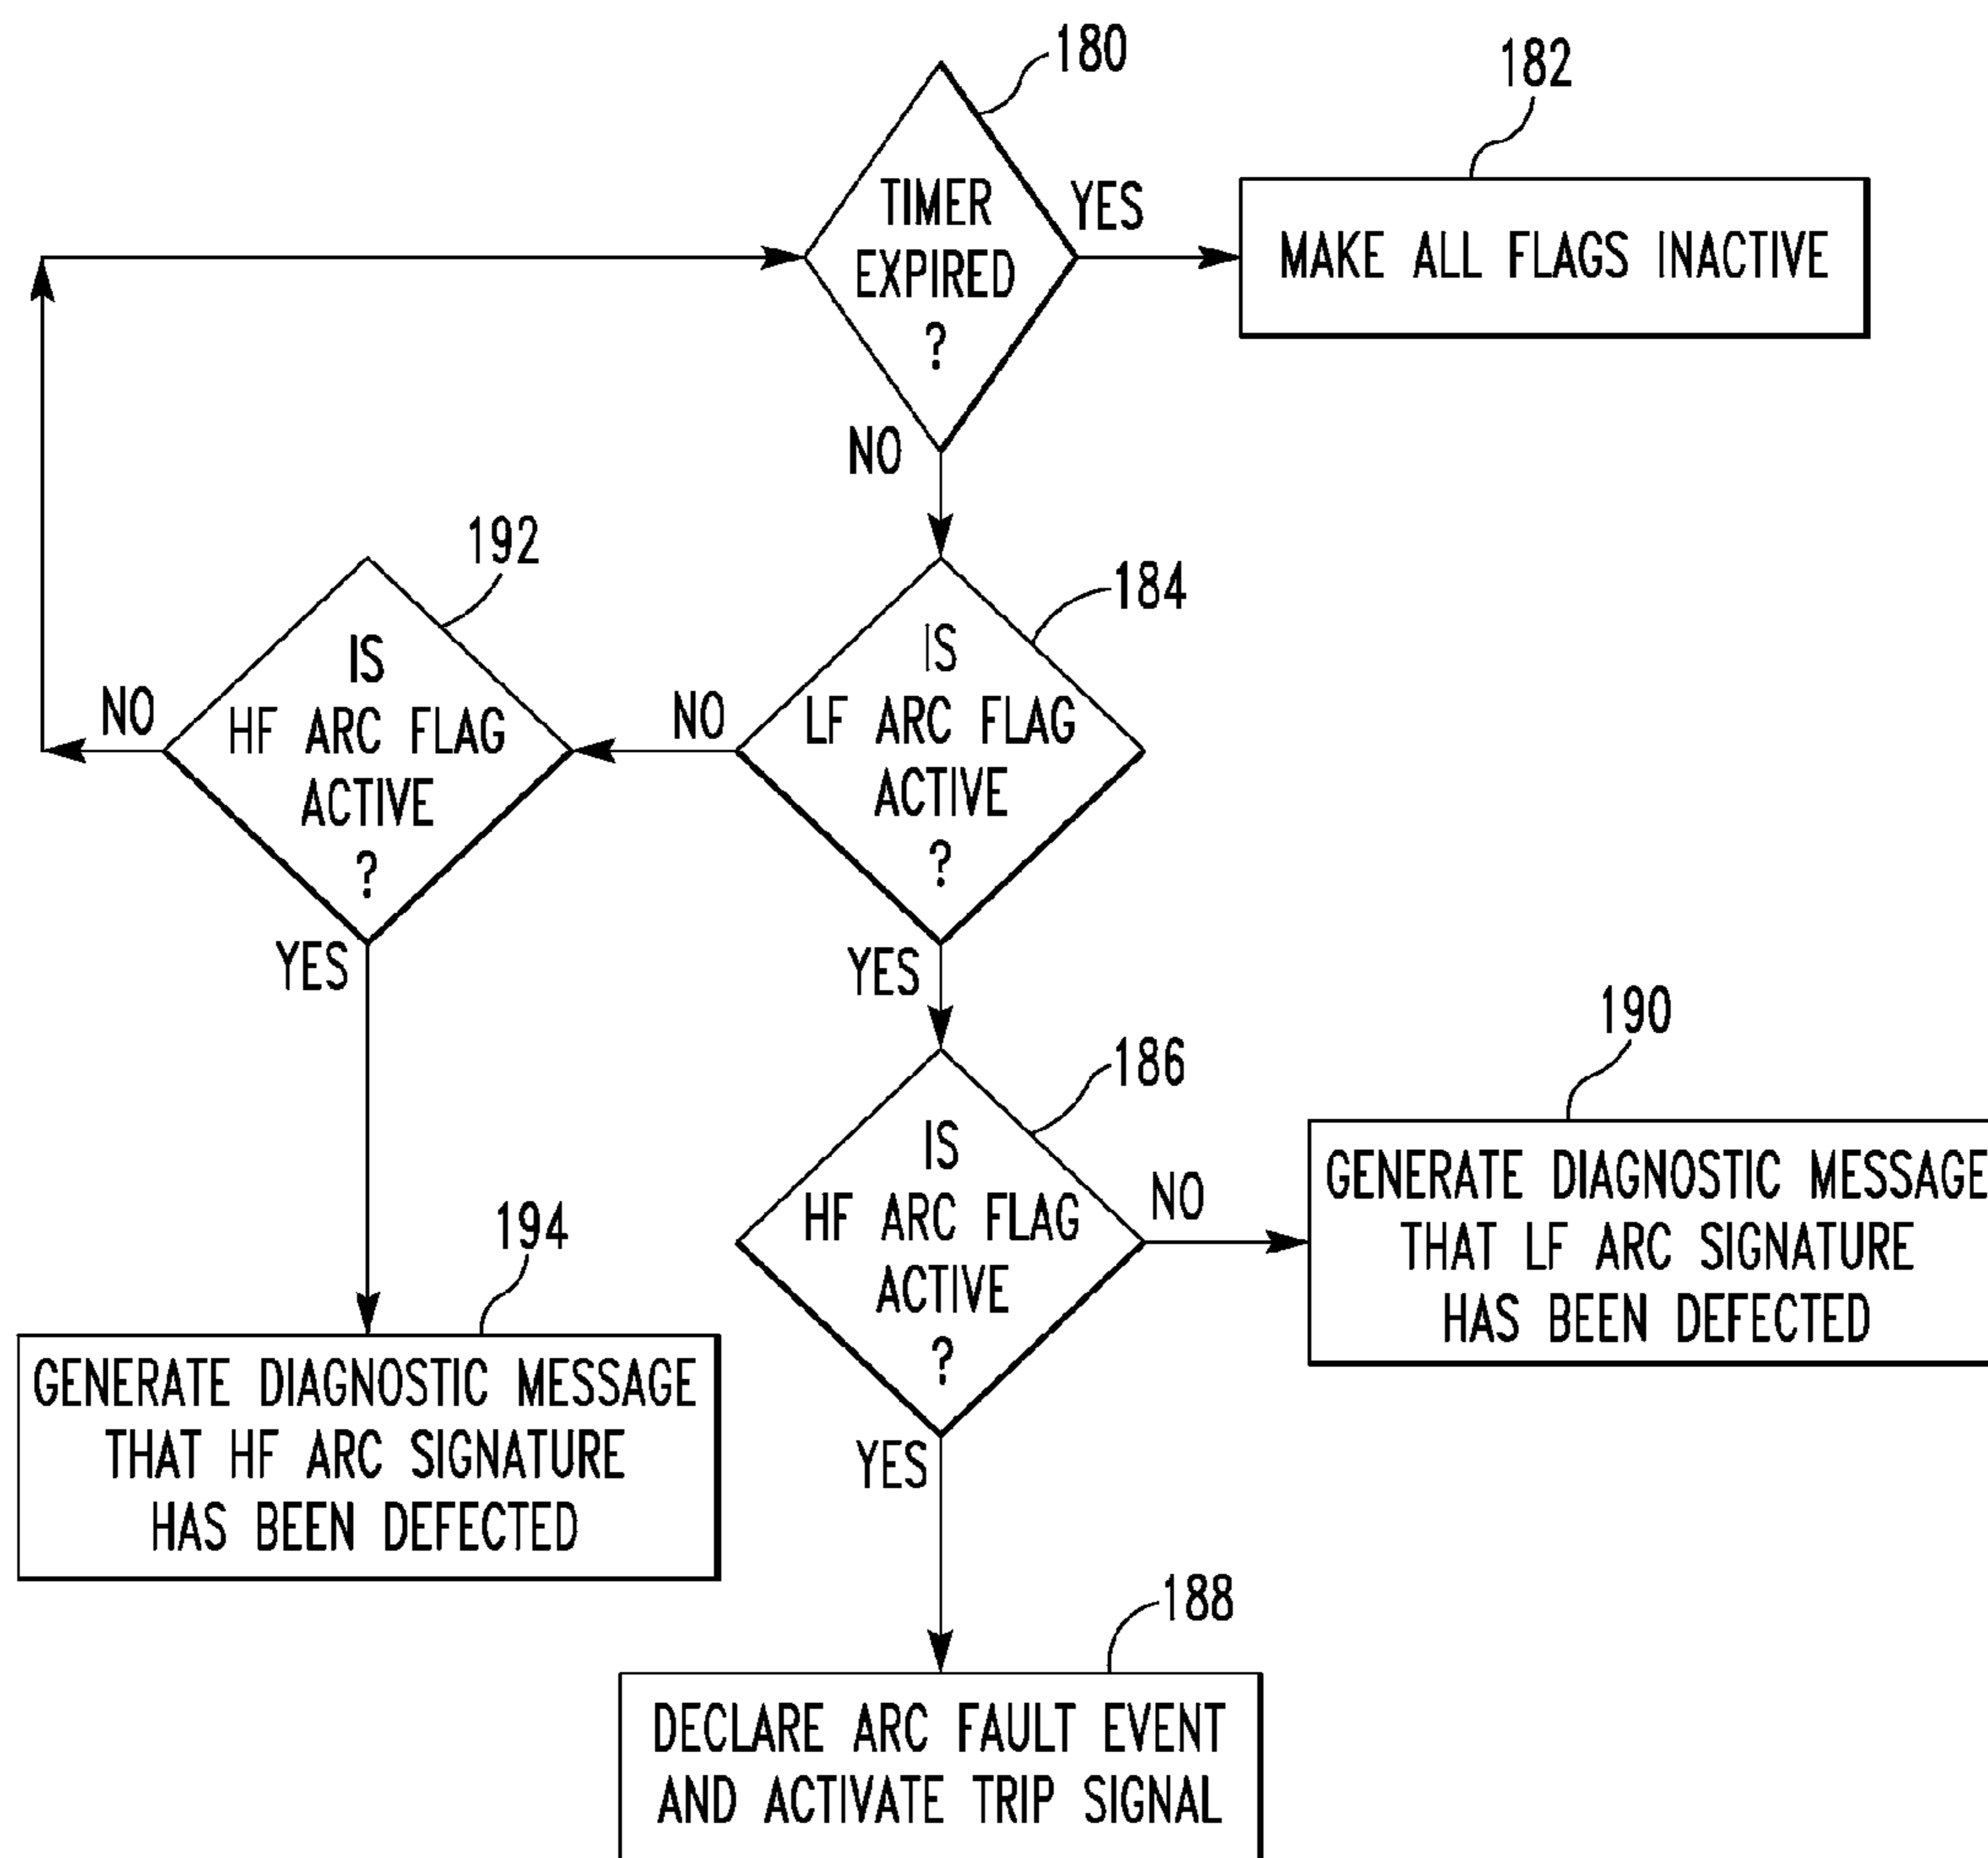 180
182
TIMER
EXPIRED
?
YES
MAKE ALL FLAGS INACTIVE
NO
192
184
IS
HF ARC FLAG
ACTIVE
?
NO
NO
IS
LF ARC FLAG
ACTIVE
?
YES
YES
190
186
IS
HF ARC FLAG
ACTIVE
?
NO
GENERATE DIAGNOSTIC MESSAGE
THAT LF ARC SIGNATURE
HAS BEEN DEFECTED
194
GENERATE DIAGNOSTIC MESSAGE
THAT HF ARC SIGNATURE
HAS BEEN DEFECTED
YES
188
DECLARE ARC FAULT EVENT
AND ACTIVATE TRIP SIGNAL